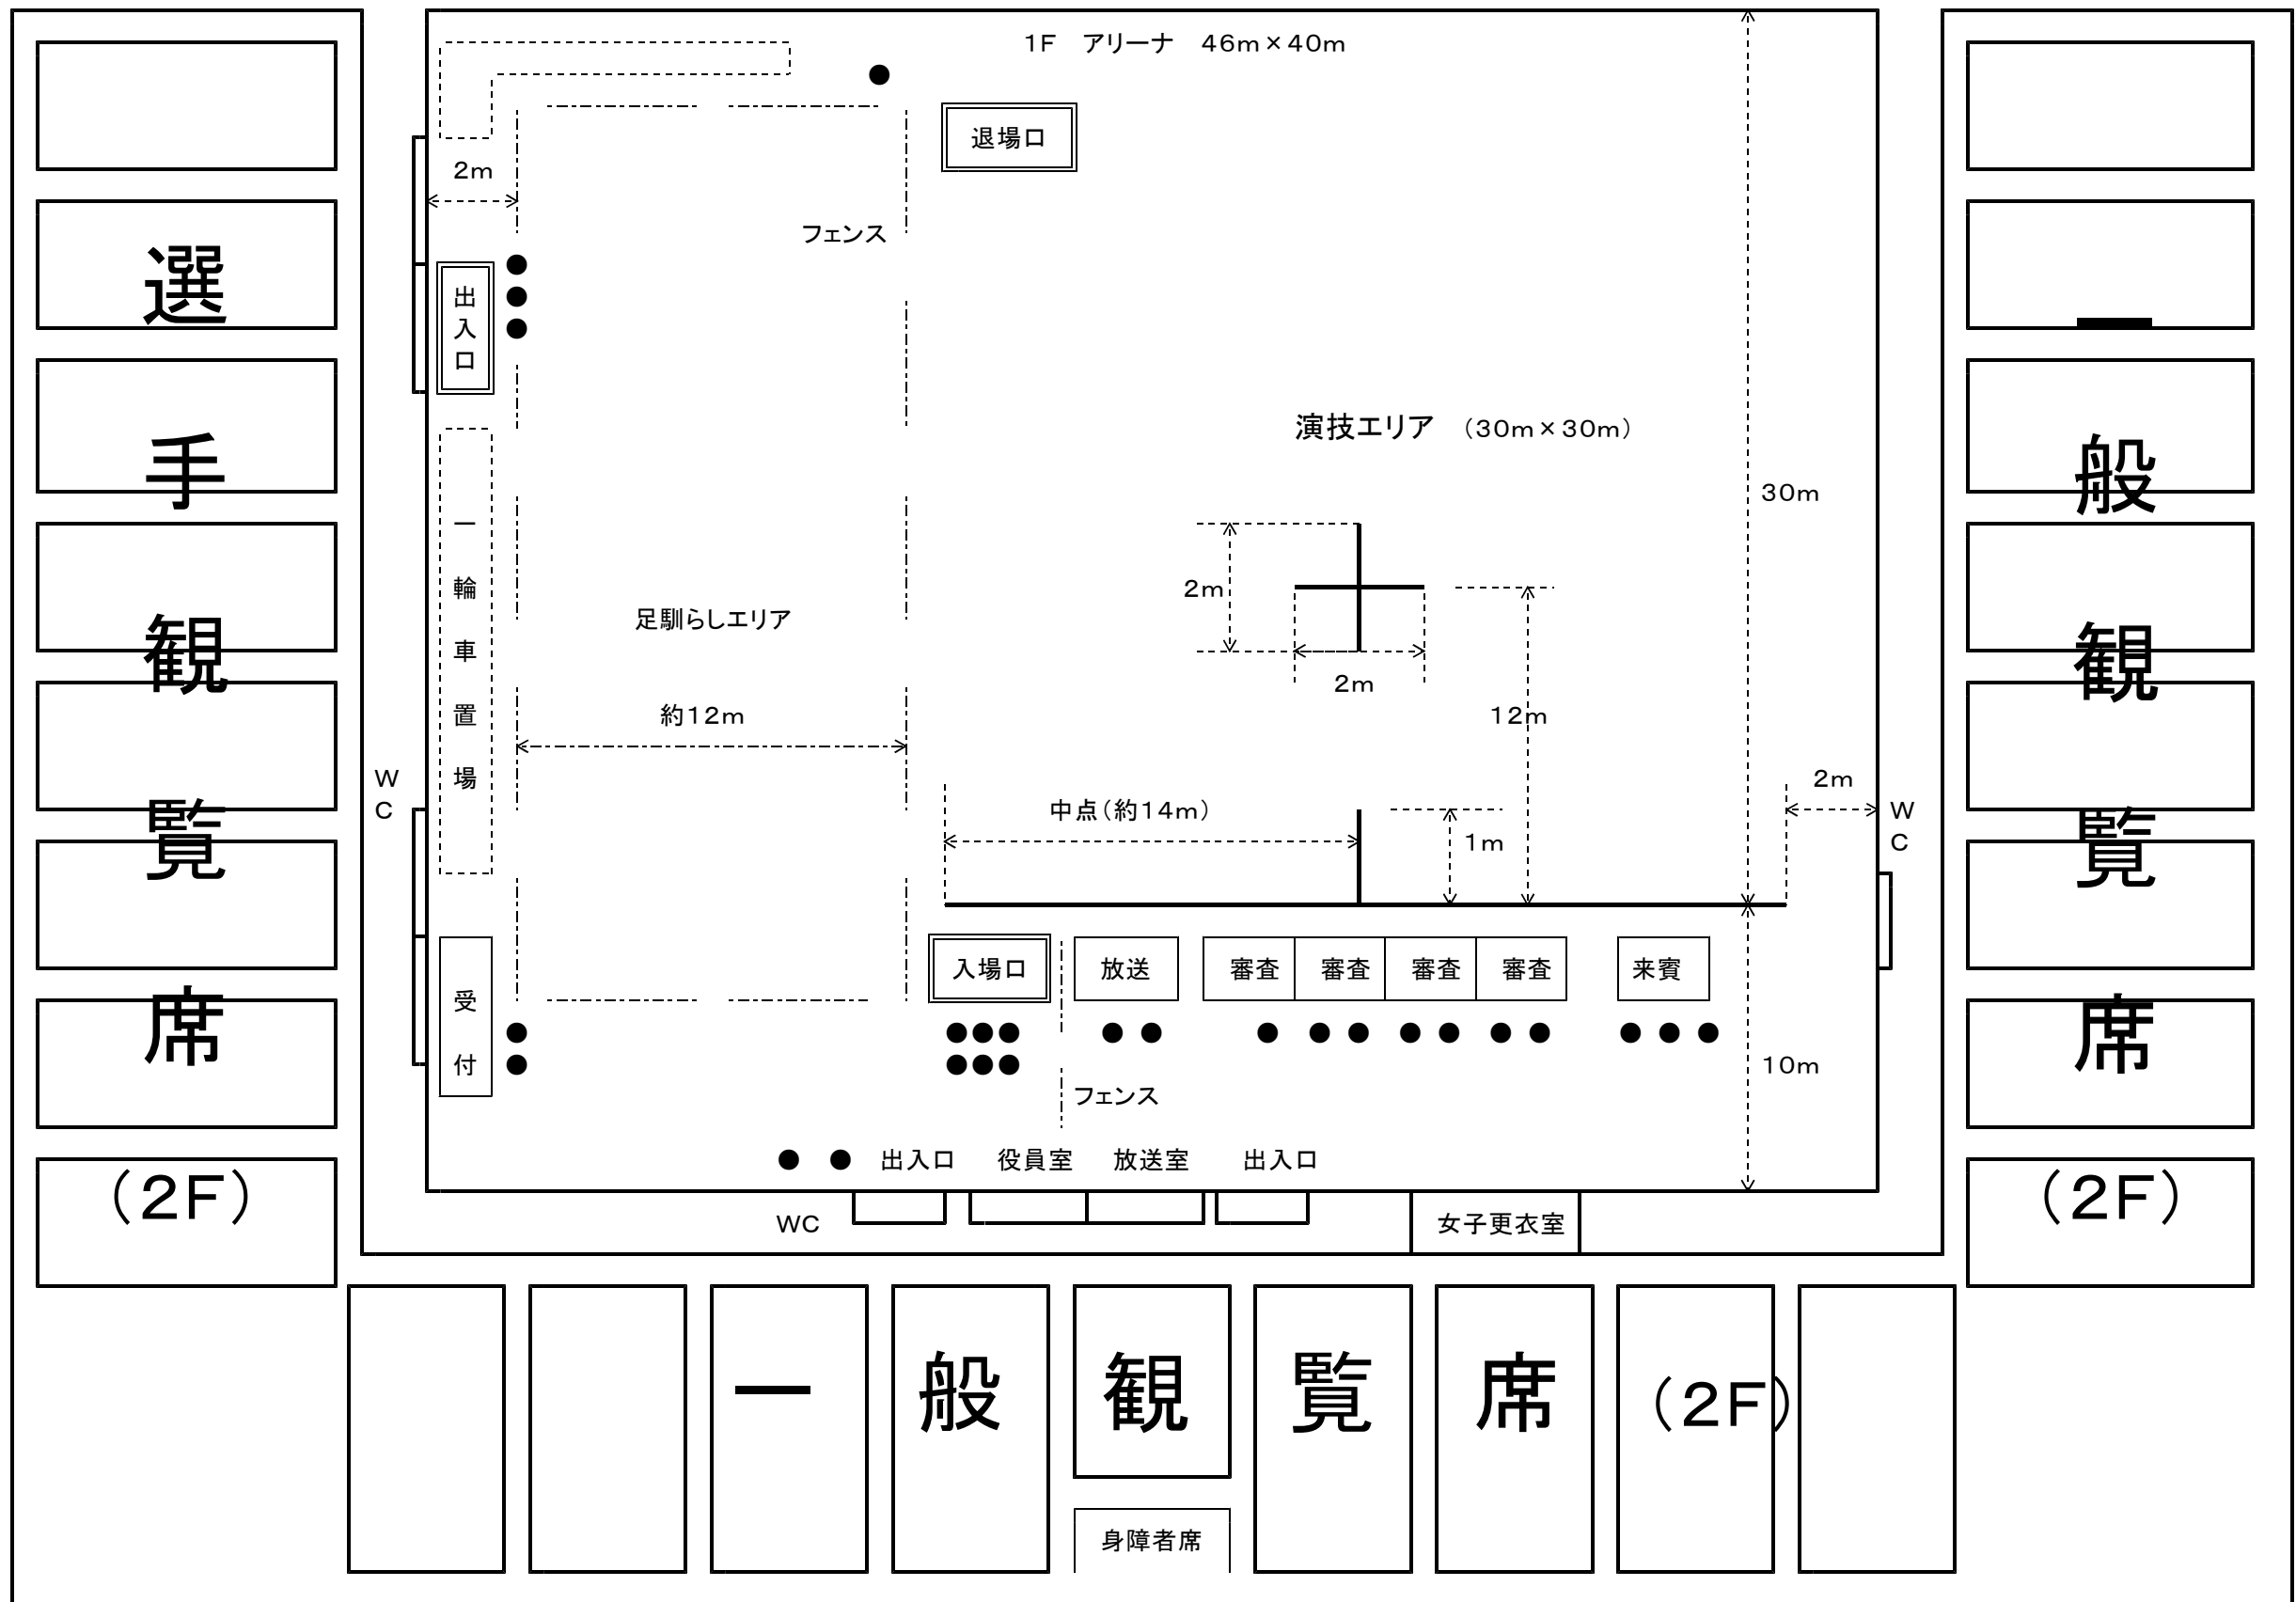 1F　アリーナ　46m×40m
退場口
2m
フェンス
出入口
演技エリア　（30m×30m）
30m
一輪車置場
2m
足馴らしエリア
2m
約12m
12m
WC
中点（約14m）
1m
2m
WC
入場口
放送
審査
審査
審査
審査
来賓
受付
10m
フェンス
出入口
役員室
放送室
出入口
WC
女子更衣室
選手観覧席（2F）
一般観覧席（2F）
一般観覧席（2F）
身障者席